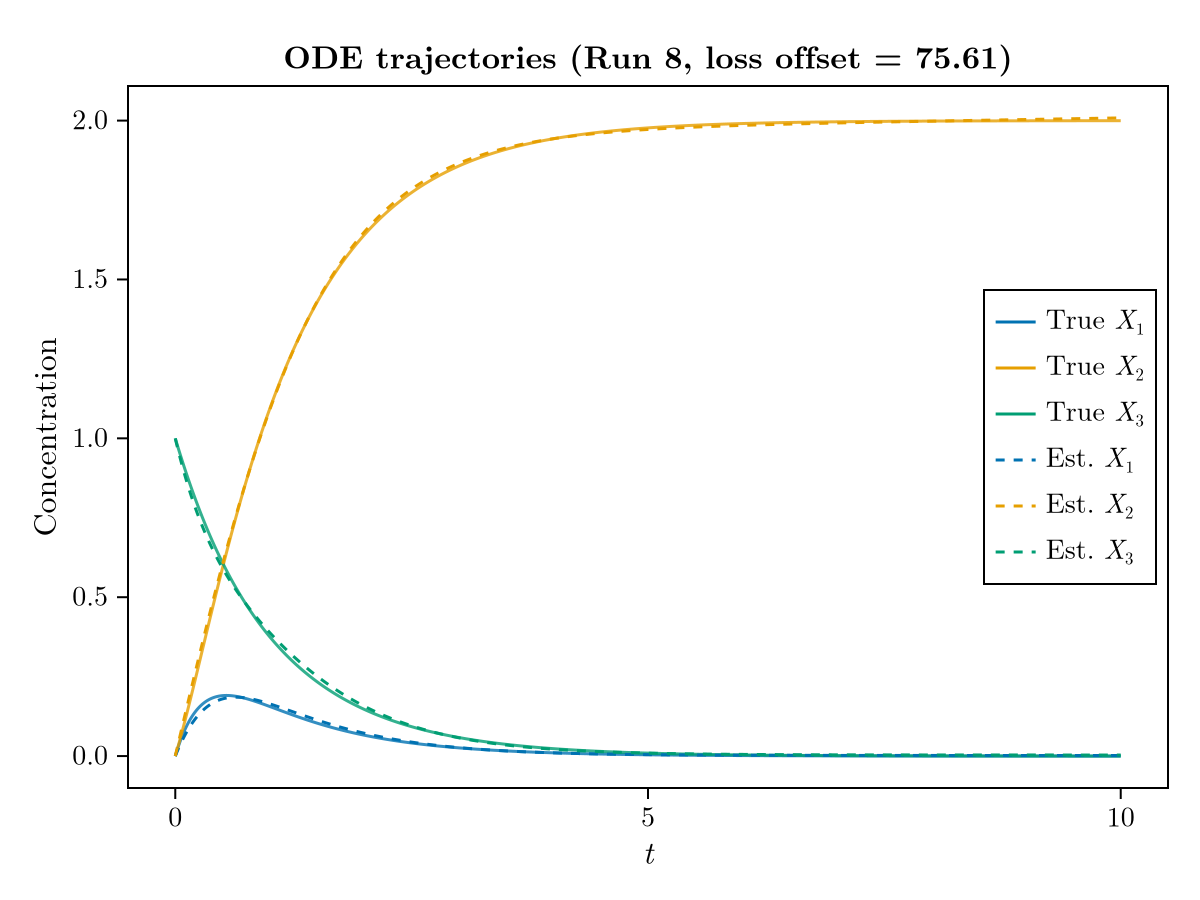 ODE trajectories (Run 8, loss offset = 75.61)
Concentration
2.0
1.5
1.0
0.5
0.0
True X₁
True X₂
True X₃
Est. X₁
Est. X₂
Est. X₃
0
5
10
t